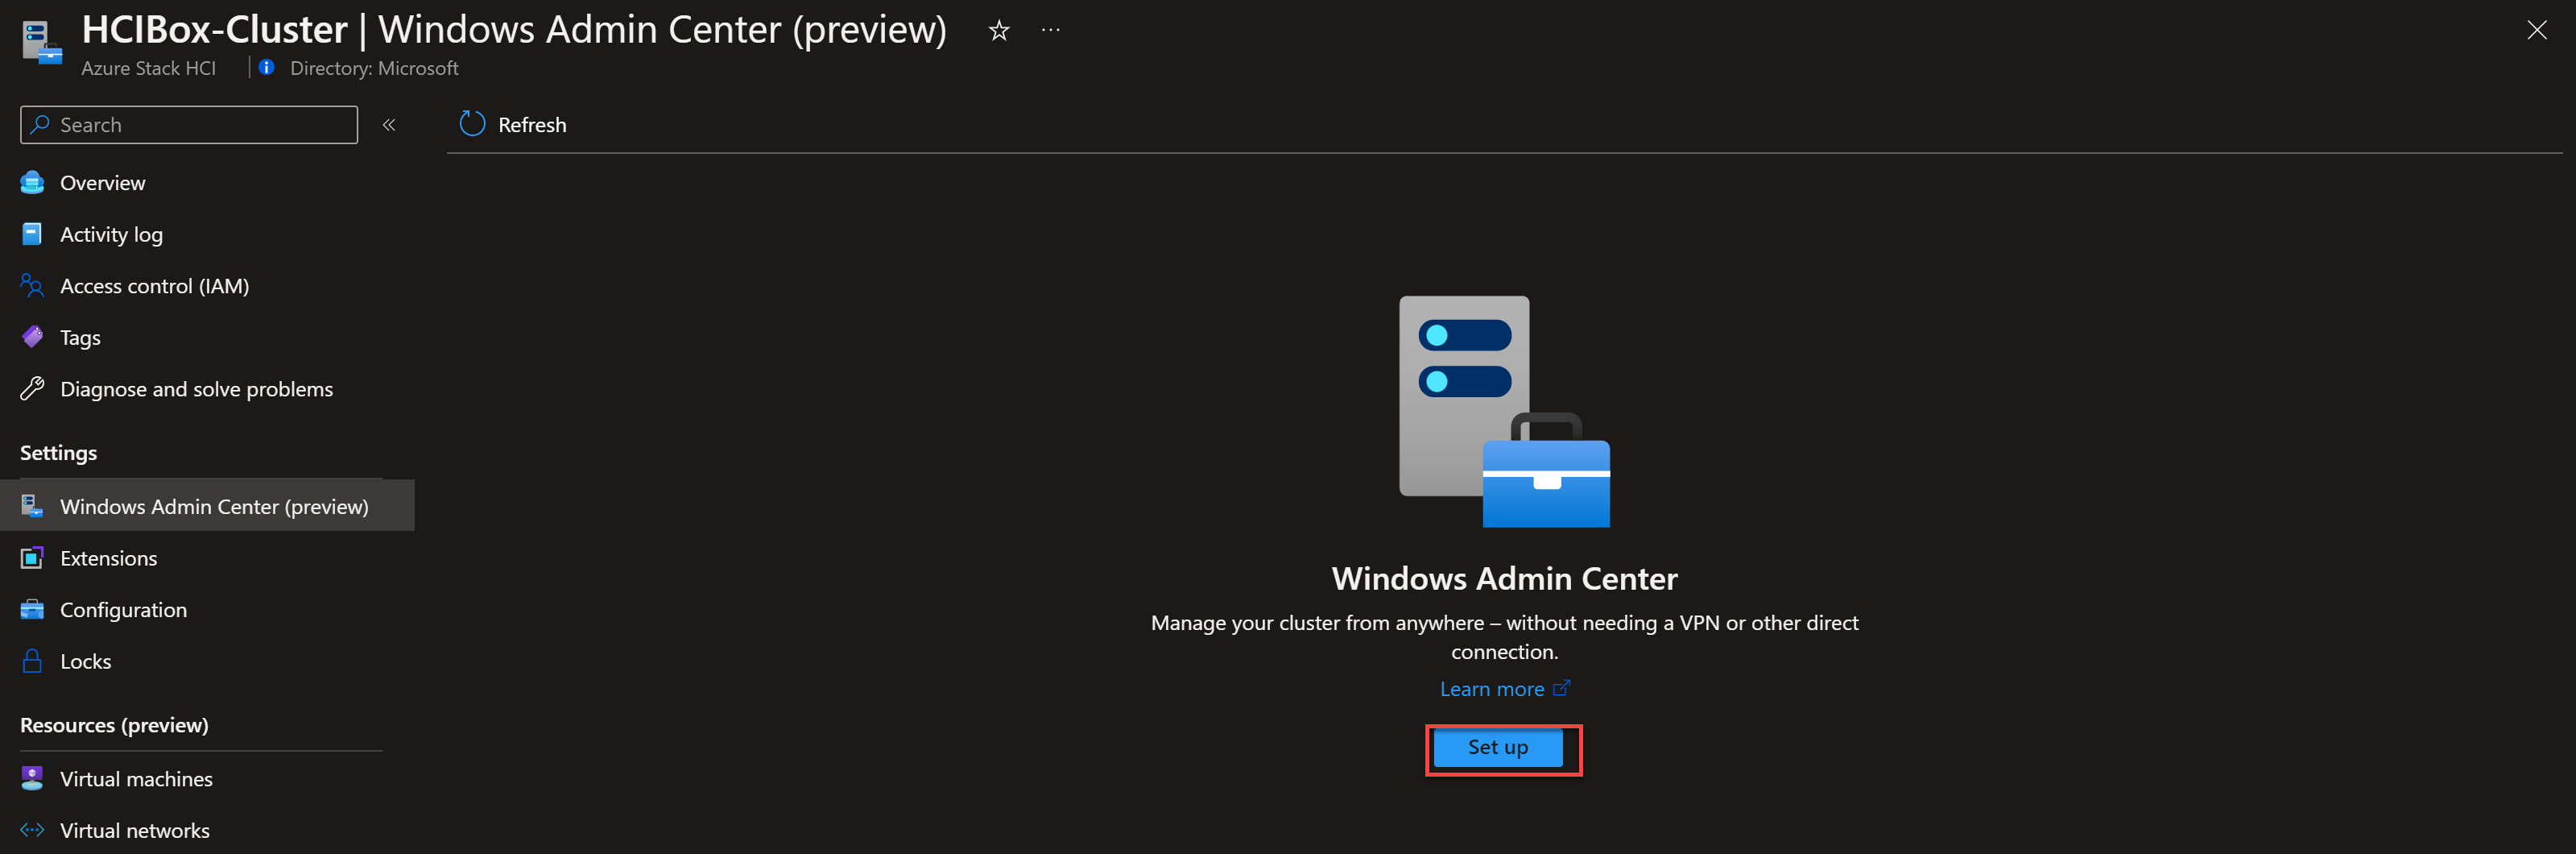 HCIBox-Cluster | Windows Admin Center (preview)
Azure Stack HCI
Directory: Microsoft
Search
Refresh
Overview
Activity log
Access control (IAM)
Tags
Diagnose and solve problems
Settings
Windows Admin Center (preview)
Extensions
Configuration
Locks
Resources (preview)
Virtual machines
Virtual networks
Windows Admin Center
Manage your cluster from anywhere – without needing a VPN or other direct
connection.
Learn more
Set up